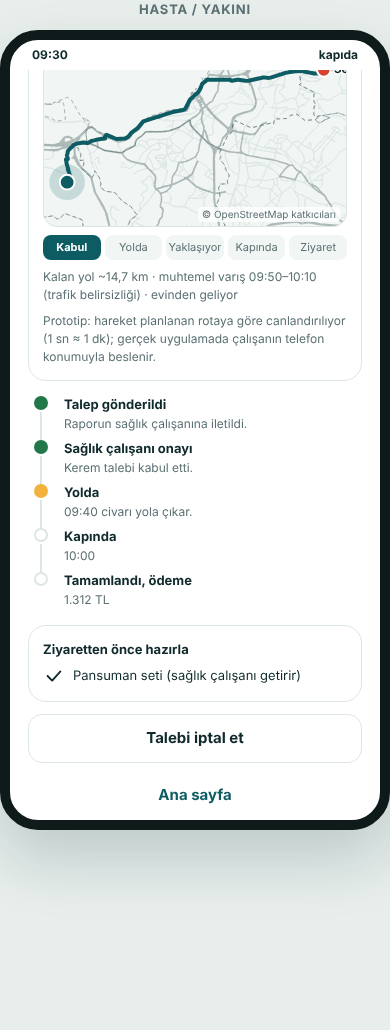 HASTA / YAKINI
09:30
kapıda
© OpenStreetMap katkıcıları
Kabul
Yolda
Yaklaşıyor
Kapında
Ziyaret
Kalan yol ~14,7 km · muhtemel varış 09:50–10:10
(trafik belirsizliği) · evinden geliyor
Prototip: hareket planlanan rotaya göre canlandırılıyor
(1 sn ≈ 1 dk); gerçek uygulamada çalışanın telefon
konumuyla beslenir.
Talep gönderildi
Raporun sağlık çalışanına iletildi.
Sağlık çalışanı onayı
Kerem talebi kabul etti.
Yolda
09:40 civarı yola çıkar.
Kapında
10:00
Tamamlandı, ödeme
1.312 TL
Ziyaretten önce hazırla
Pansuman seti (sağlık çalışanı getirir)
Talebi iptal et
Ana sayfa